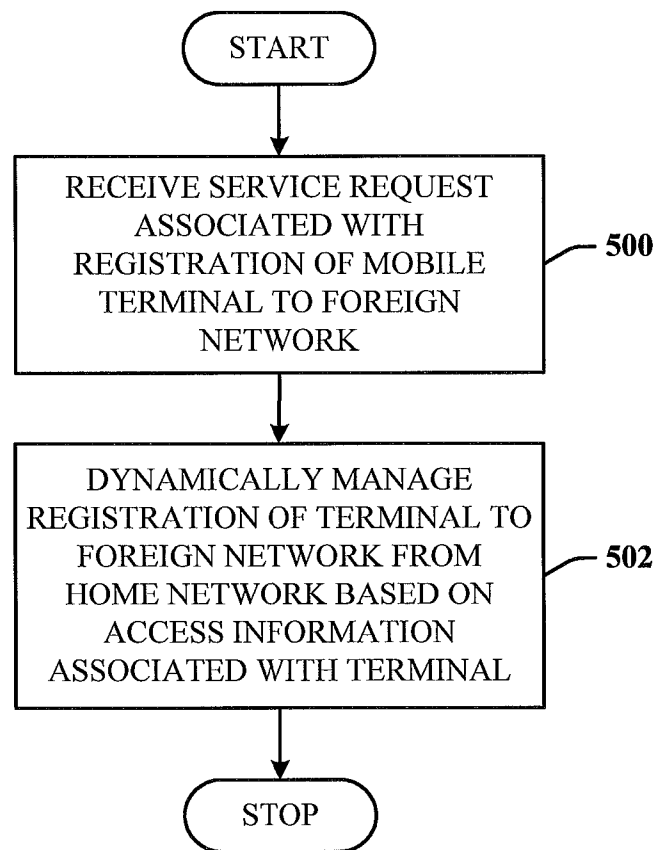 START
RECEIVE SERVICE REQUEST
ASSOCIATED WITH
REGISTRATION OF MOBILE
TERMINAL TO FOREIGN
NETWORK
500
DYNAMICALLY MANAGE
REGISTRATION OF TERMINAL TO
FOREIGN NETWORK FROM
HOME NETWORK BASED ON
ACCESS INFORMATION
ASSOCIATED WITH TERMINAL
502
STOP